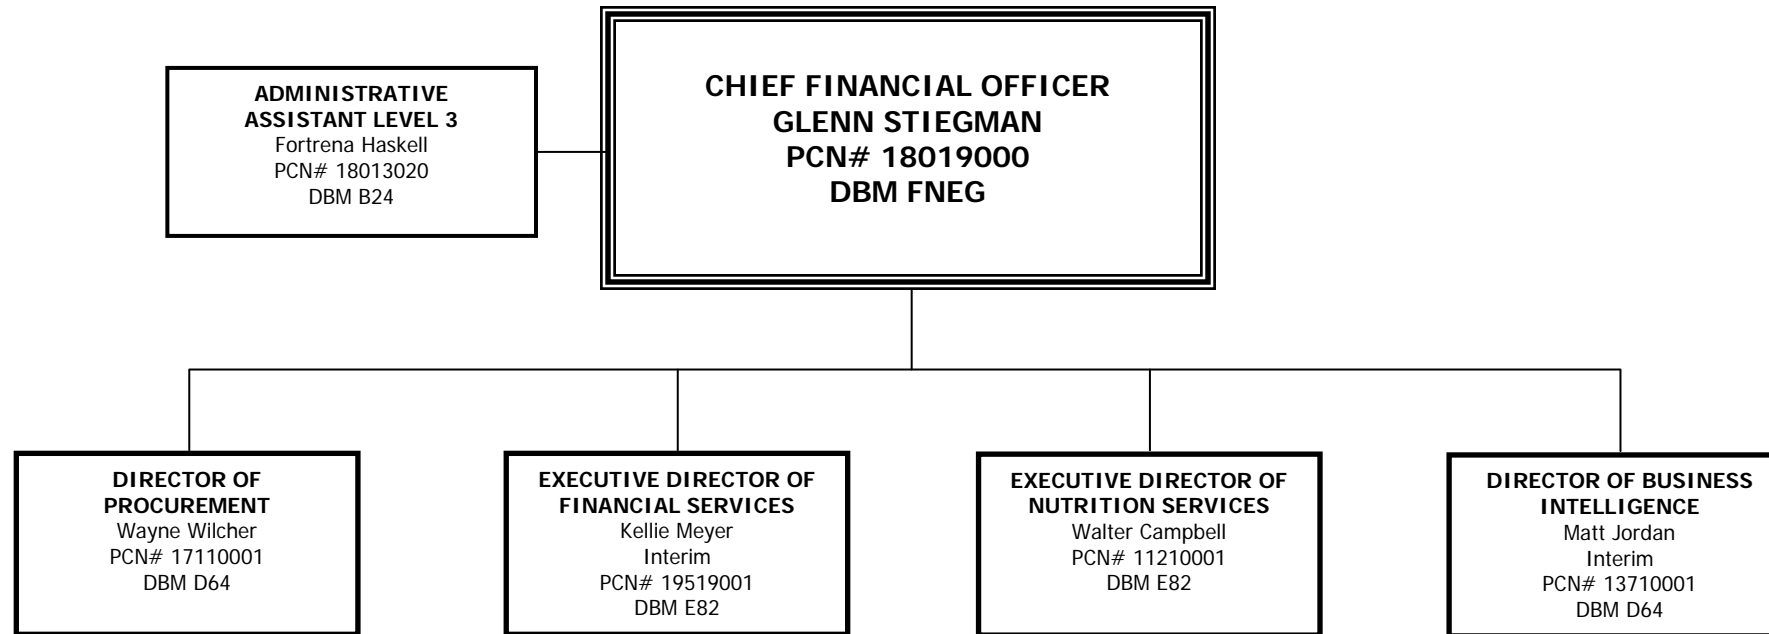 CHIEF FINANCIAL OFFICER
GLENN STIEGMAN
PCN# 18019000
DBM FNEG
ADMINISTRATIVE
ASSISTANT LEVEL 3
Fortrena Haskell
PCN# 18013020
DBM B24
DIRECTOR OF
PROCUREMENT
Wayne Wilcher
PCN# 17110001
DBM D64
EXECUTIVE DIRECTOR OF
FINANCIAL SERVICES
Kellie Meyer
Interim
PCN# 19519001
DBM E82
EXECUTIVE DIRECTOR OF
NUTRITION SERVICES
Walter Campbell
PCN# 11210001
DBM E82
DIRECTOR OF BUSINESS
INTELLIGENCE
Matt Jordan
Interim
PCN# 13710001
DBM D64